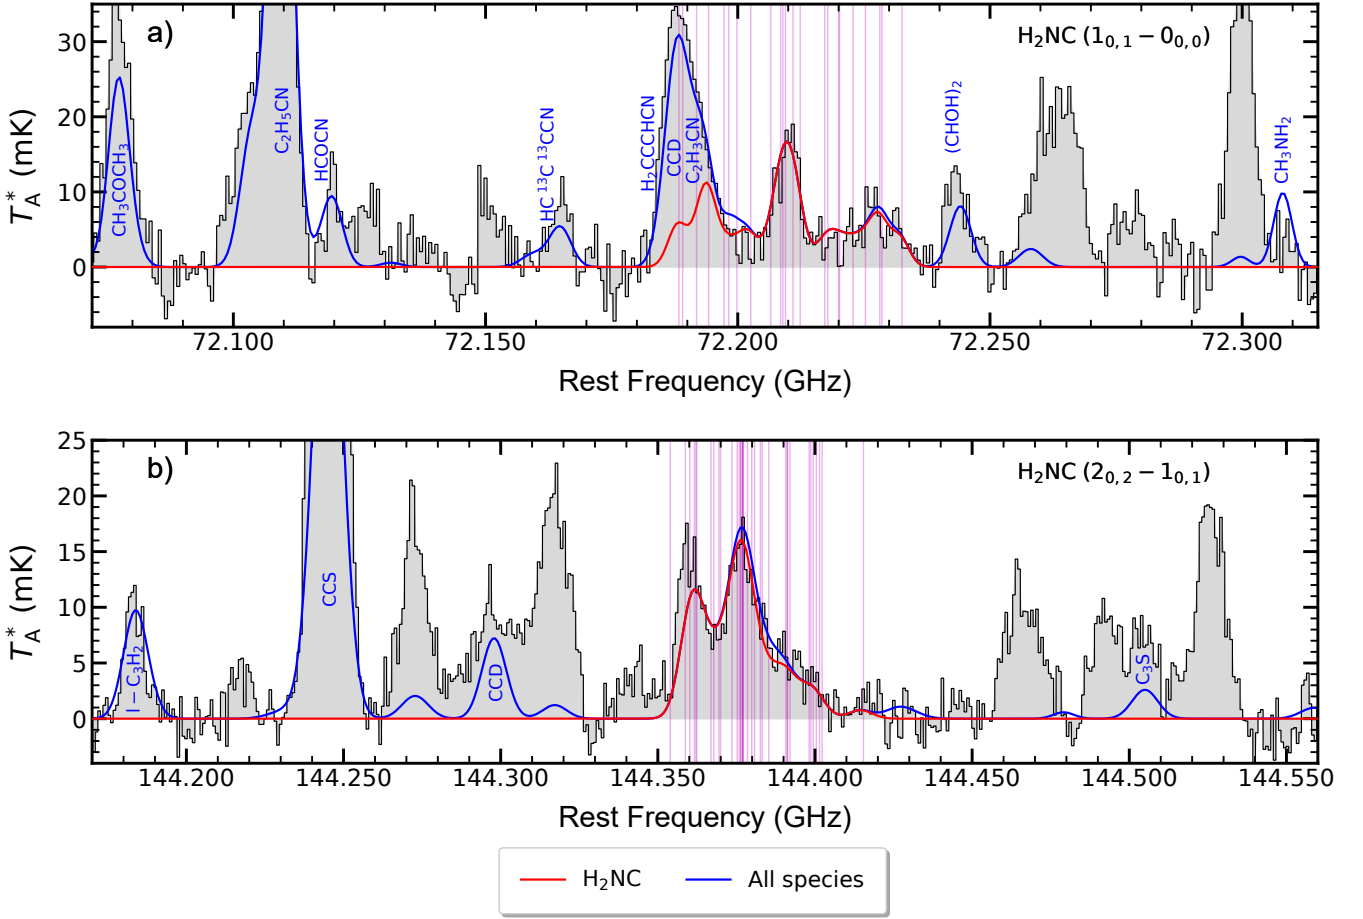 a)
H₂NC (1₀,₁ − 0₀,₀)
30
20
10
0
T*A (mK)
CH₃COCH₃
C₂H₅CN
HCOCN
HC¹³C¹³CCN
H₂CCCHCN
CCD
C₂H₃CN
(CHOH)₂
CH₃NH₂
72.100 72.150 72.200 72.250 72.300
Rest Frequency (GHz)
b)
H₂NC (2₀,₂ − 1₀,₁)
25
20
15
10
5
0
T*A (mK)
l − C₃H₂
CCS
CCD
C₃S
144.200 144.250 144.300 144.350 144.400 144.450 144.500 144.550
Rest Frequency (GHz)
H₂NC All species